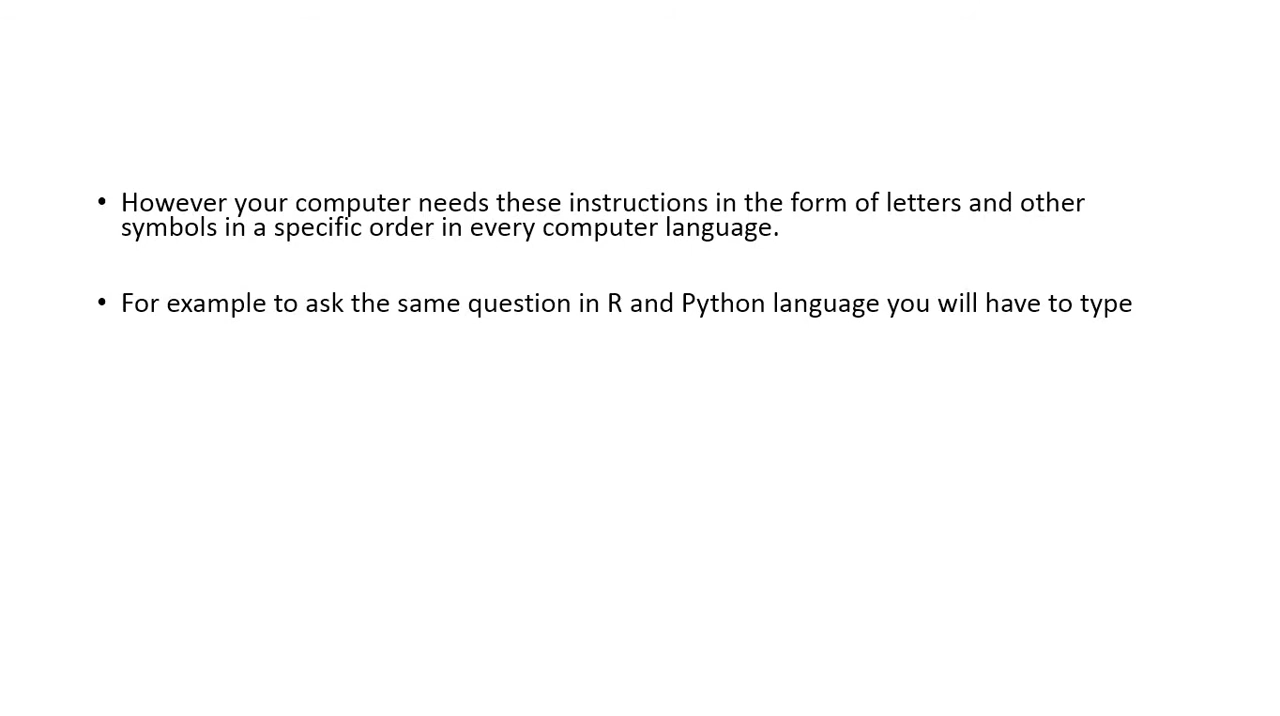 • However your computer needs these instructions in the form of letters and other
symbols in a specific order in every computer language.
• For example to ask the same question in R and Python language you will have to type